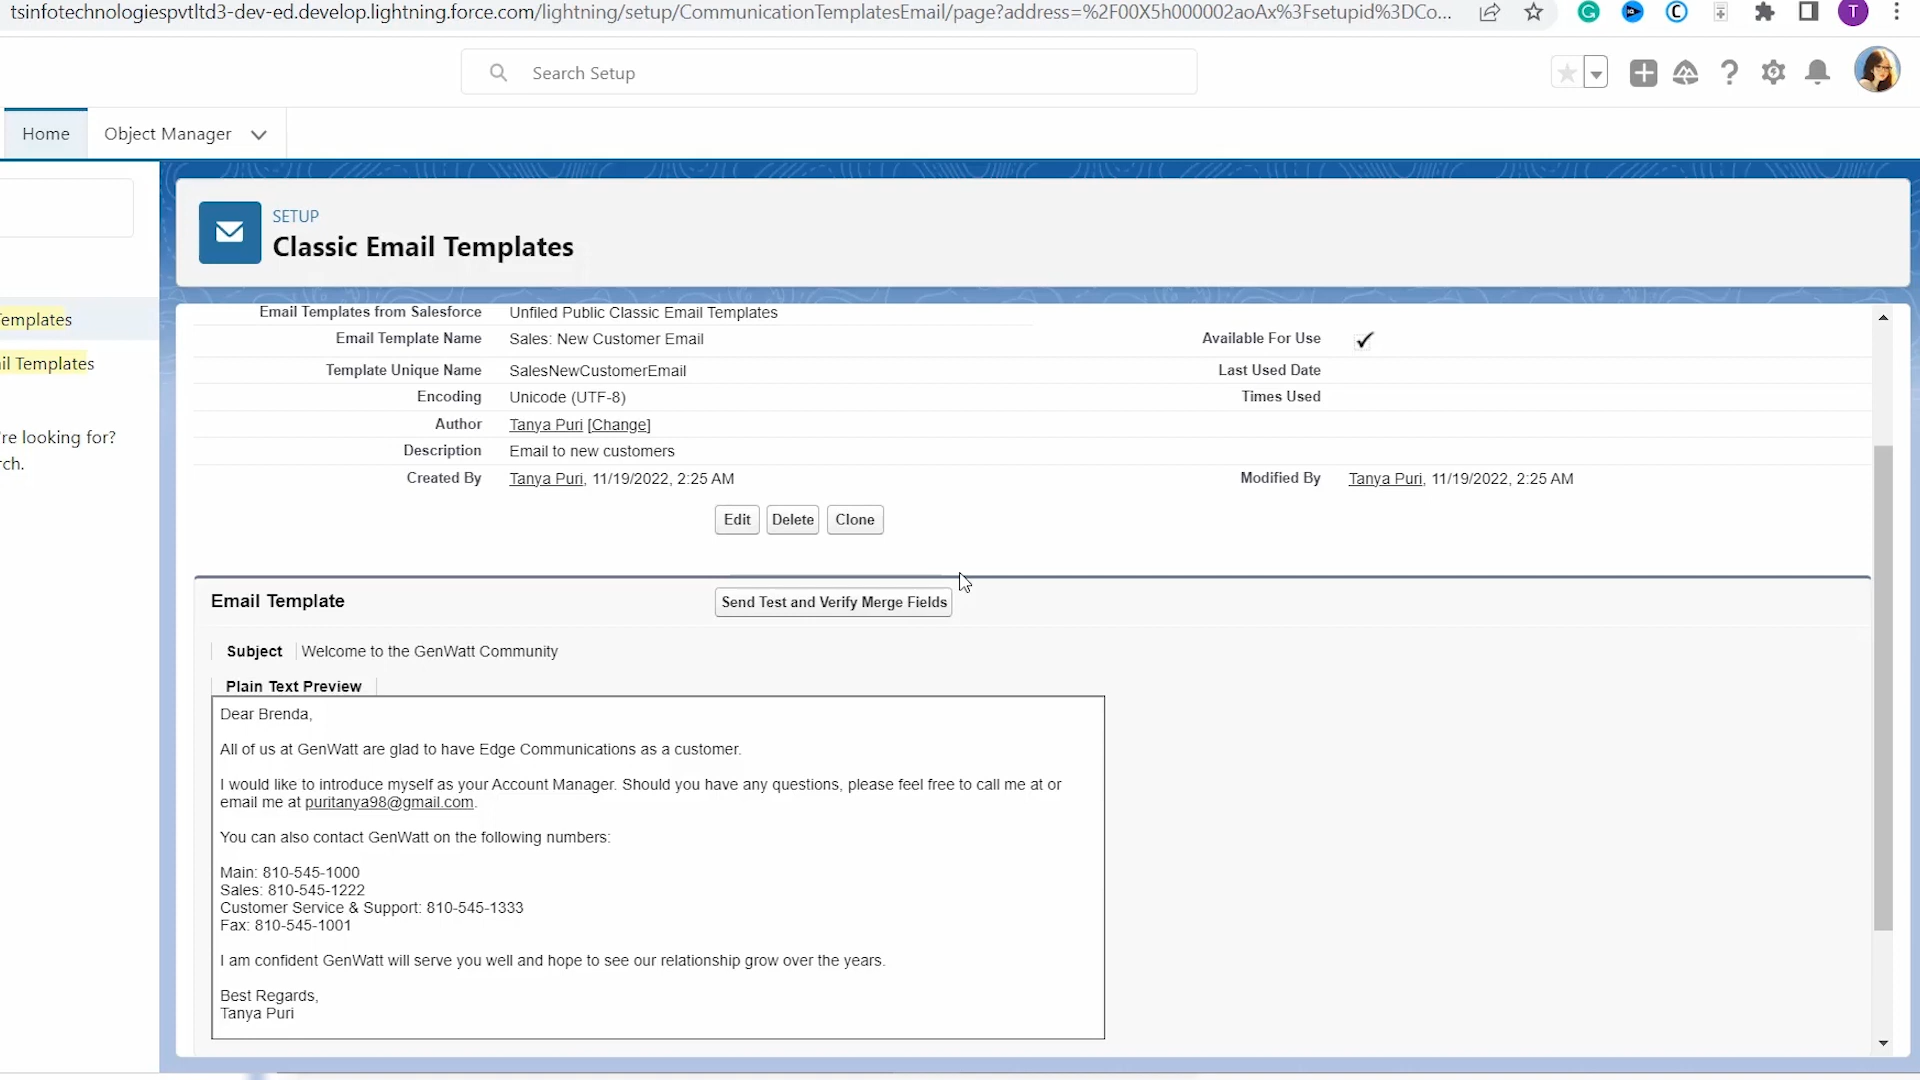 tsinfotechnologiespvtltd3-dev-ed.develop.lightning.force.com/lightning/setup/CommunicationTemplatesEmail/page?address=%2F00X5h000002aoAx%3Fsetupid%3DCo...
T
Search Setup
Home
Object Manager
SETUP
Classic Email Templates
emplates
il Templates
're looking for?
rch.
Email Templates from Salesforce Unfiled Public Classic Email Templates
Email Template Name Sales: New Customer Email Available For Use
Template Unique Name SalesNewCustomerEmail Last Used Date
Encoding Unicode (UTF-8) Times Used
Author Tanya Puri [Change]
Description Email to new customers
Created By Tanya Puri, 11/19/2022, 2:25 AM Modified By Tanya Puri, 11/19/2022, 2:25 AM
Edit Delete Clone
Email Template Send Test and Verify Merge Fields
Subject Welcome to the GenWatt Community
Plain Text Preview
Dear Brenda,
All of us at GenWatt are glad to have Edge Communications as a customer.
I would like to introduce myself as your Account Manager. Should you have any questions, please feel free to call me at or
email me at puritanya98@gmail.com.
You can also contact GenWatt on the following numbers:
Main: 810-545-1000
Sales: 810-545-1222
Customer Service & Support: 810-545-1333
Fax: 810-545-1001
I am confident GenWatt will serve you well and hope to see our relationship grow over the years.
Best Regards,
Tanya Puri